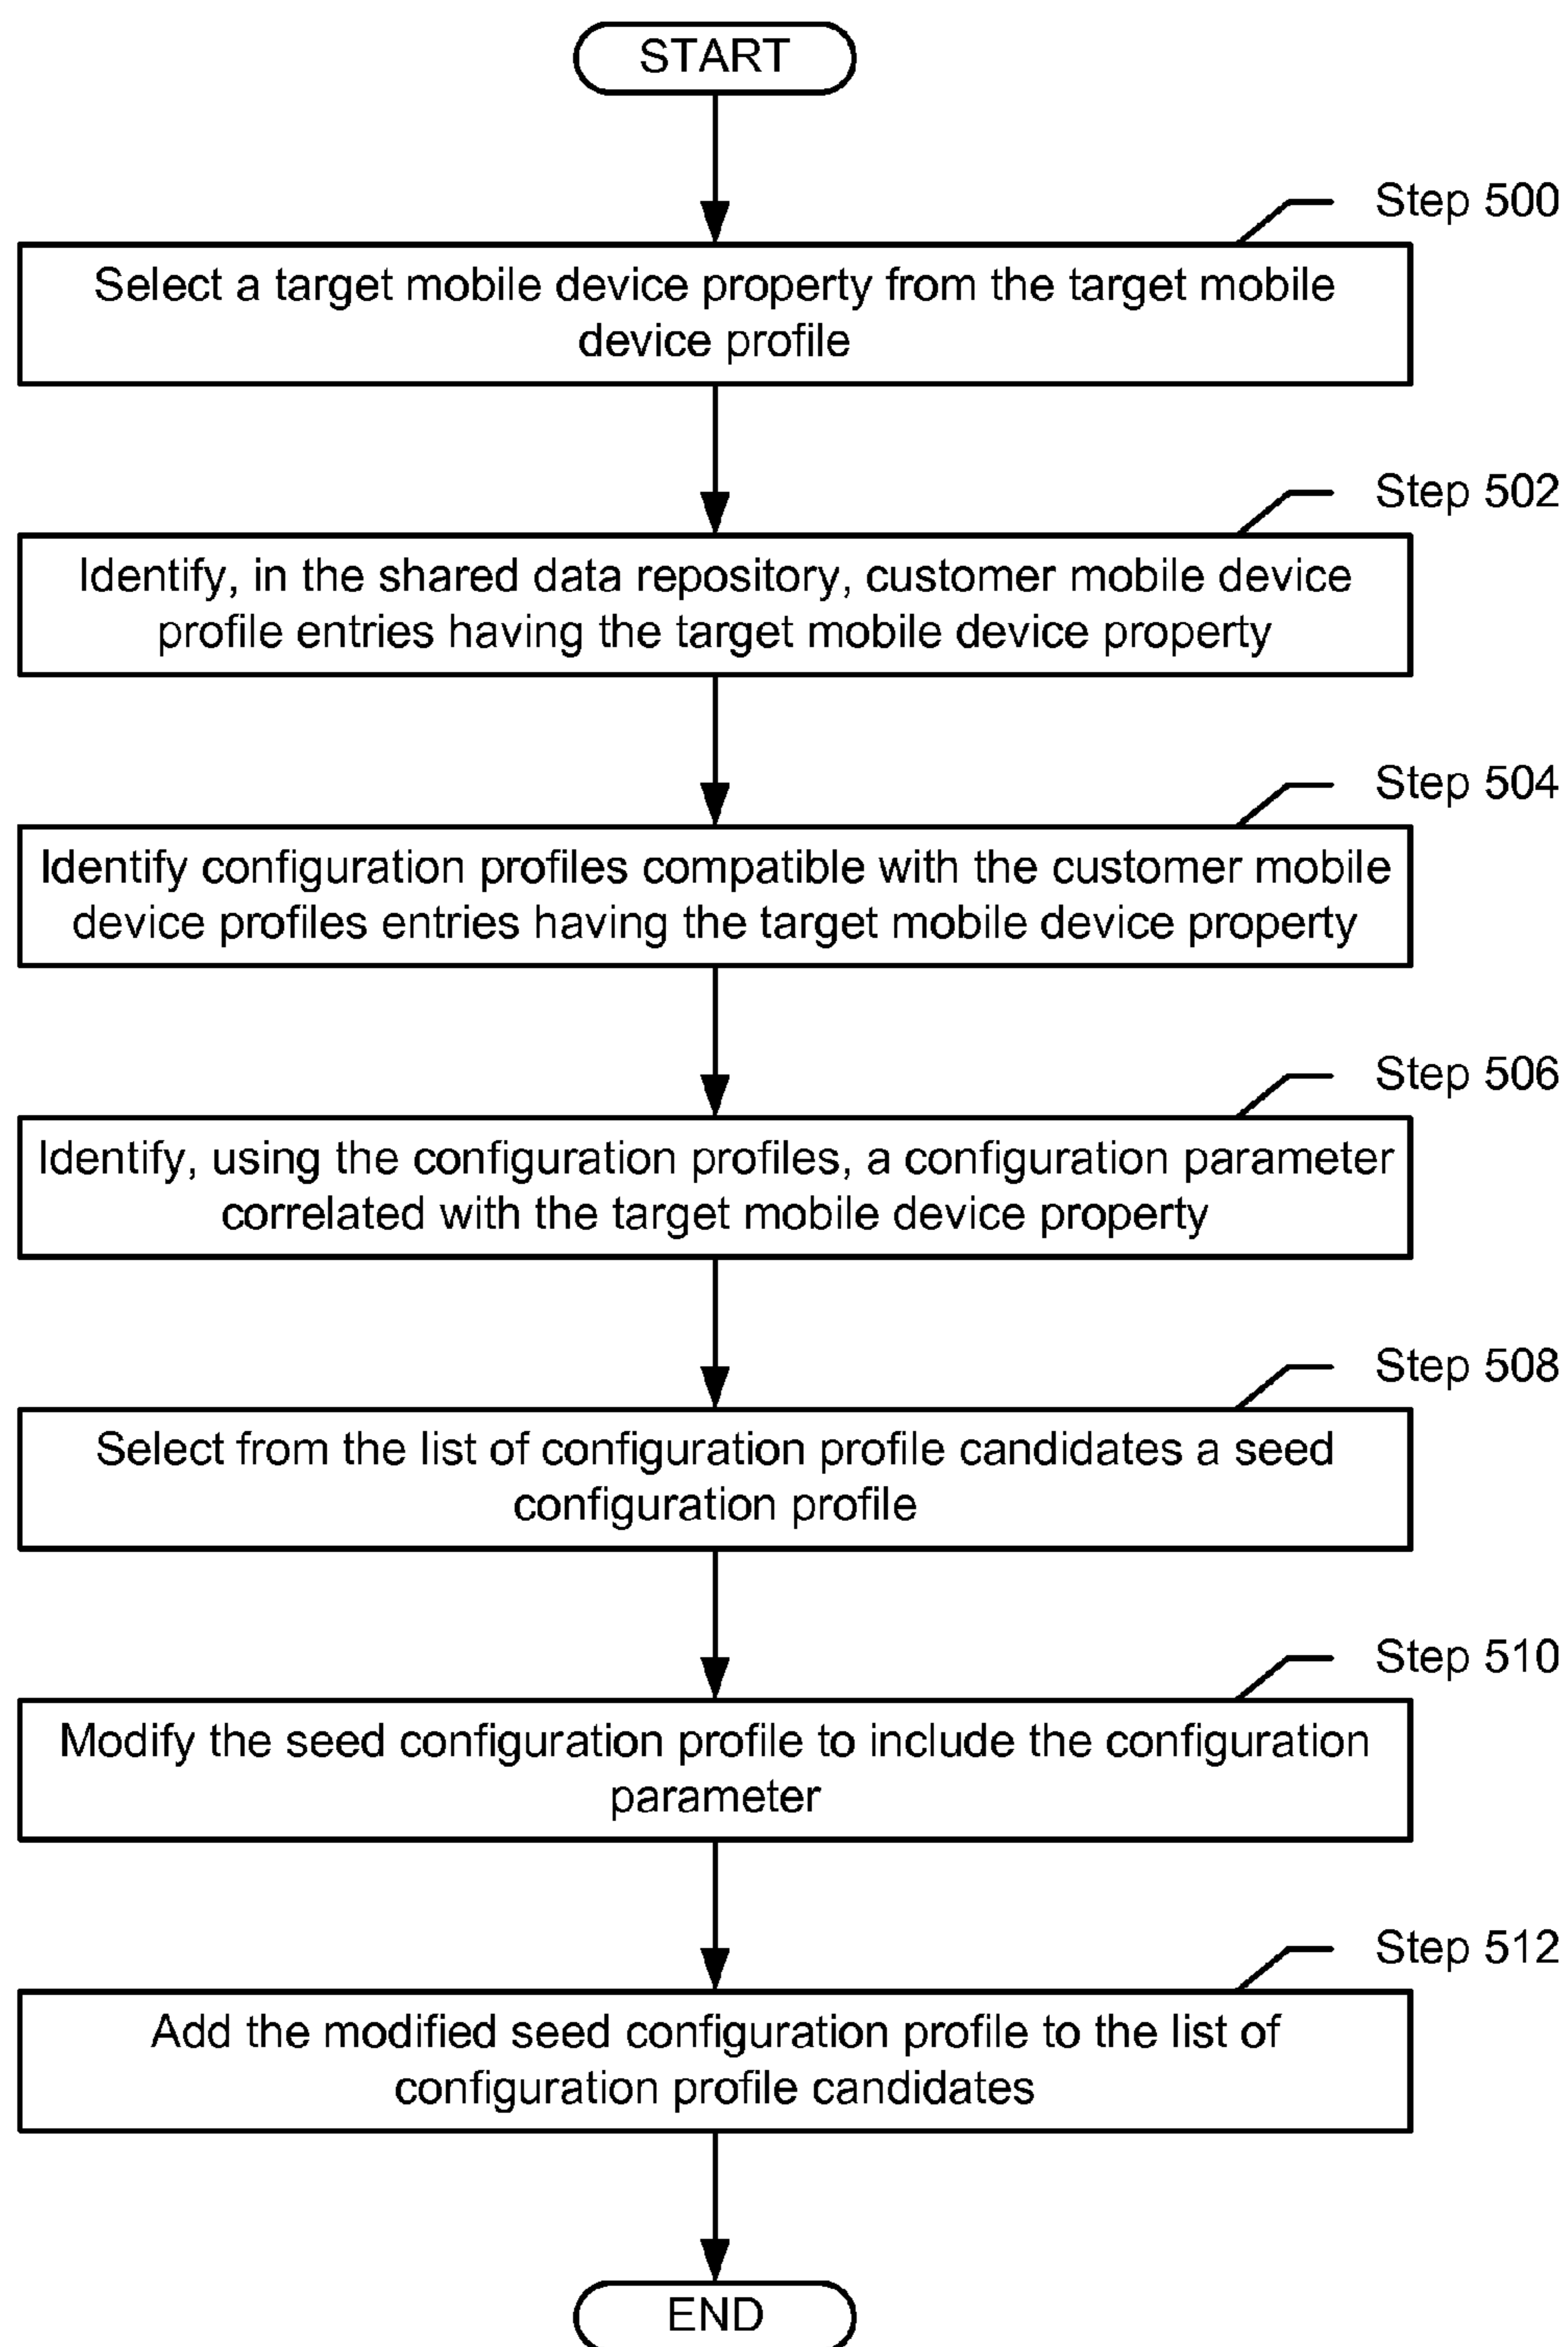 START
Step 500
Select a target mobile device property from the target mobile
device profile
Step 502
Identify, in the shared data repository, customer mobile device
profile entries having the target mobile device property
Step 504
Identify configuration profiles compatible with the customer mobile
device profiles entries having the target mobile device property
Step 506
Identify, using the configuration profiles, a configuration parameter
correlated with the target mobile device property
Step 508
Select from the list of configuration profile candidates a seed
configuration profile
Step 510
Modify the seed configuration profile to include the configuration
parameter
Step 512
Add the modified seed configuration profile to the list of
configuration profile candidates
END